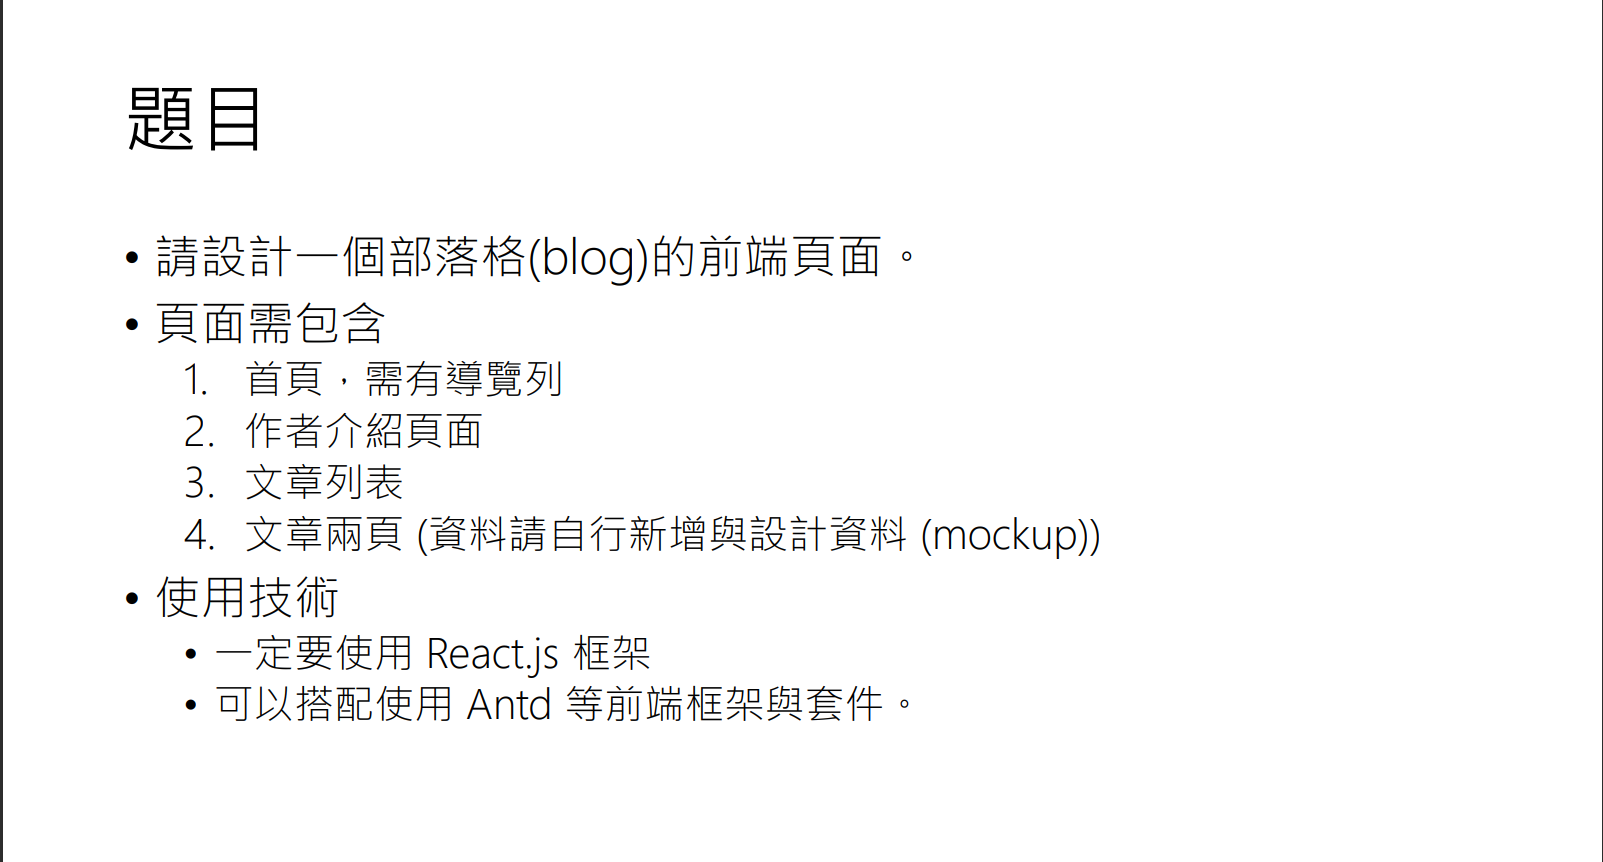 題目
• 請設計一個部落格(blog)的前端頁面。
• 頁面需包含
1. 首頁，需有導覽列
2. 作者介紹頁面
3. 文章列表
4. 文章兩頁 (資料請自行新增與設計資料 (mockup))
• 使用技術
• 一定要使用 React.js 框架
• 可以搭配使用 Antd 等前端框架與套件。